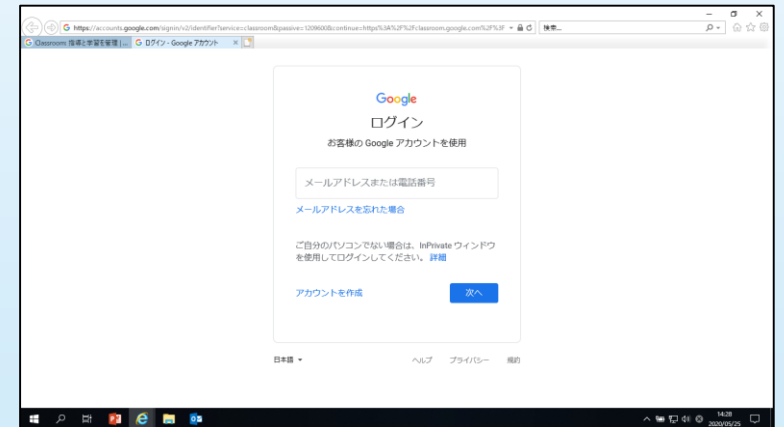 https://accounts.google.com/signin/v2/identifier?service=classroom&passive=1209600&continue=https%3A%2F%2Fclassroom.google.com%2F%3F
検索...
Classroom: 指導と学習を管理 | ...
ログイン - Google アカウント
Google
ログイン
お客様の Google アカウントを使用
メールアドレスまたは電話番号
メールアドレスを忘れた場合
ご自分のパソコンでない場合は、InPrivate ウィンドウ
を使用してログインしてください。 詳細
アカウントを作成
次へ
日本語
ヘルプ プライバシー 規約
14:28
2020/05/25